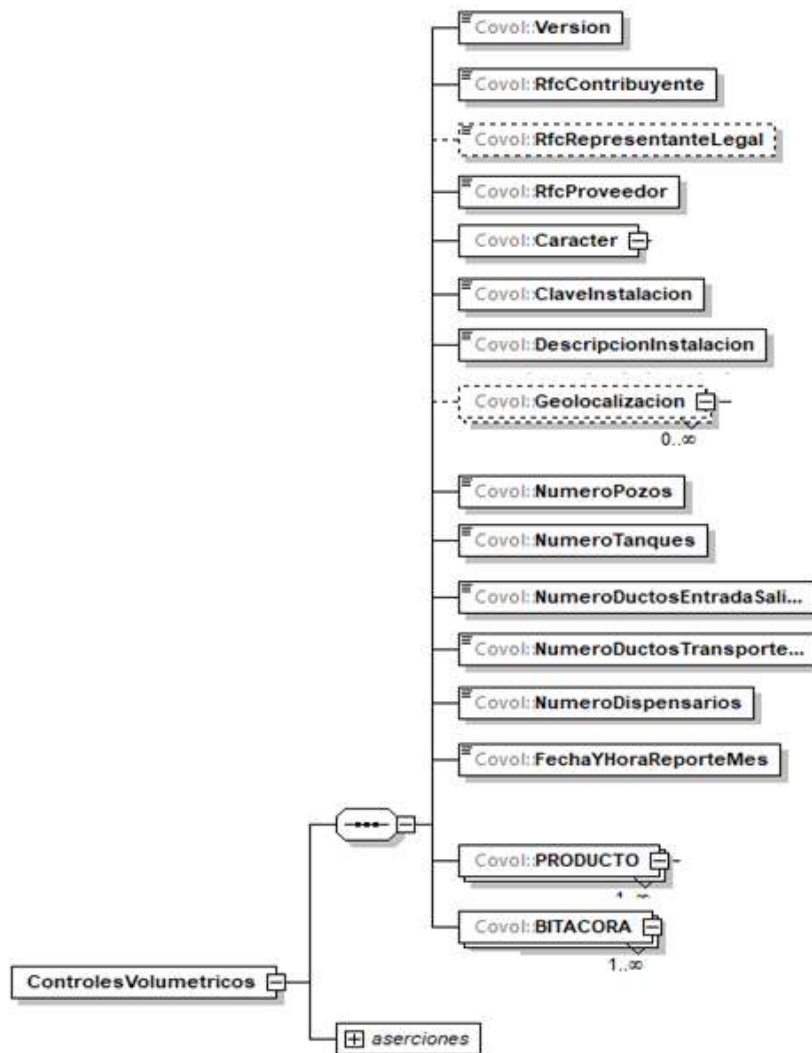 Covol::Version
Covol::RfcContribuyente
Covol::RfcRepresentanteLegal
Covol::RfcProveedor
Covol::Caracter
Covol::ClaveInstalacion
Covol::DescripcionInstalacion
Covol::Geolocalizacion
0..∞
Covol::NumeroPozos
Covol::NumeroTanques
Covol::NumeroDuctosEntradaSali...
Covol::NumeroDuctosTransporte...
Covol::NumeroDispensarios
Covol::FechaYHoraReporteMes
Covol::PRODUCTO
1..∞
Covol::BITACORA
1..∞
ControlesVolumetricos
aserciones